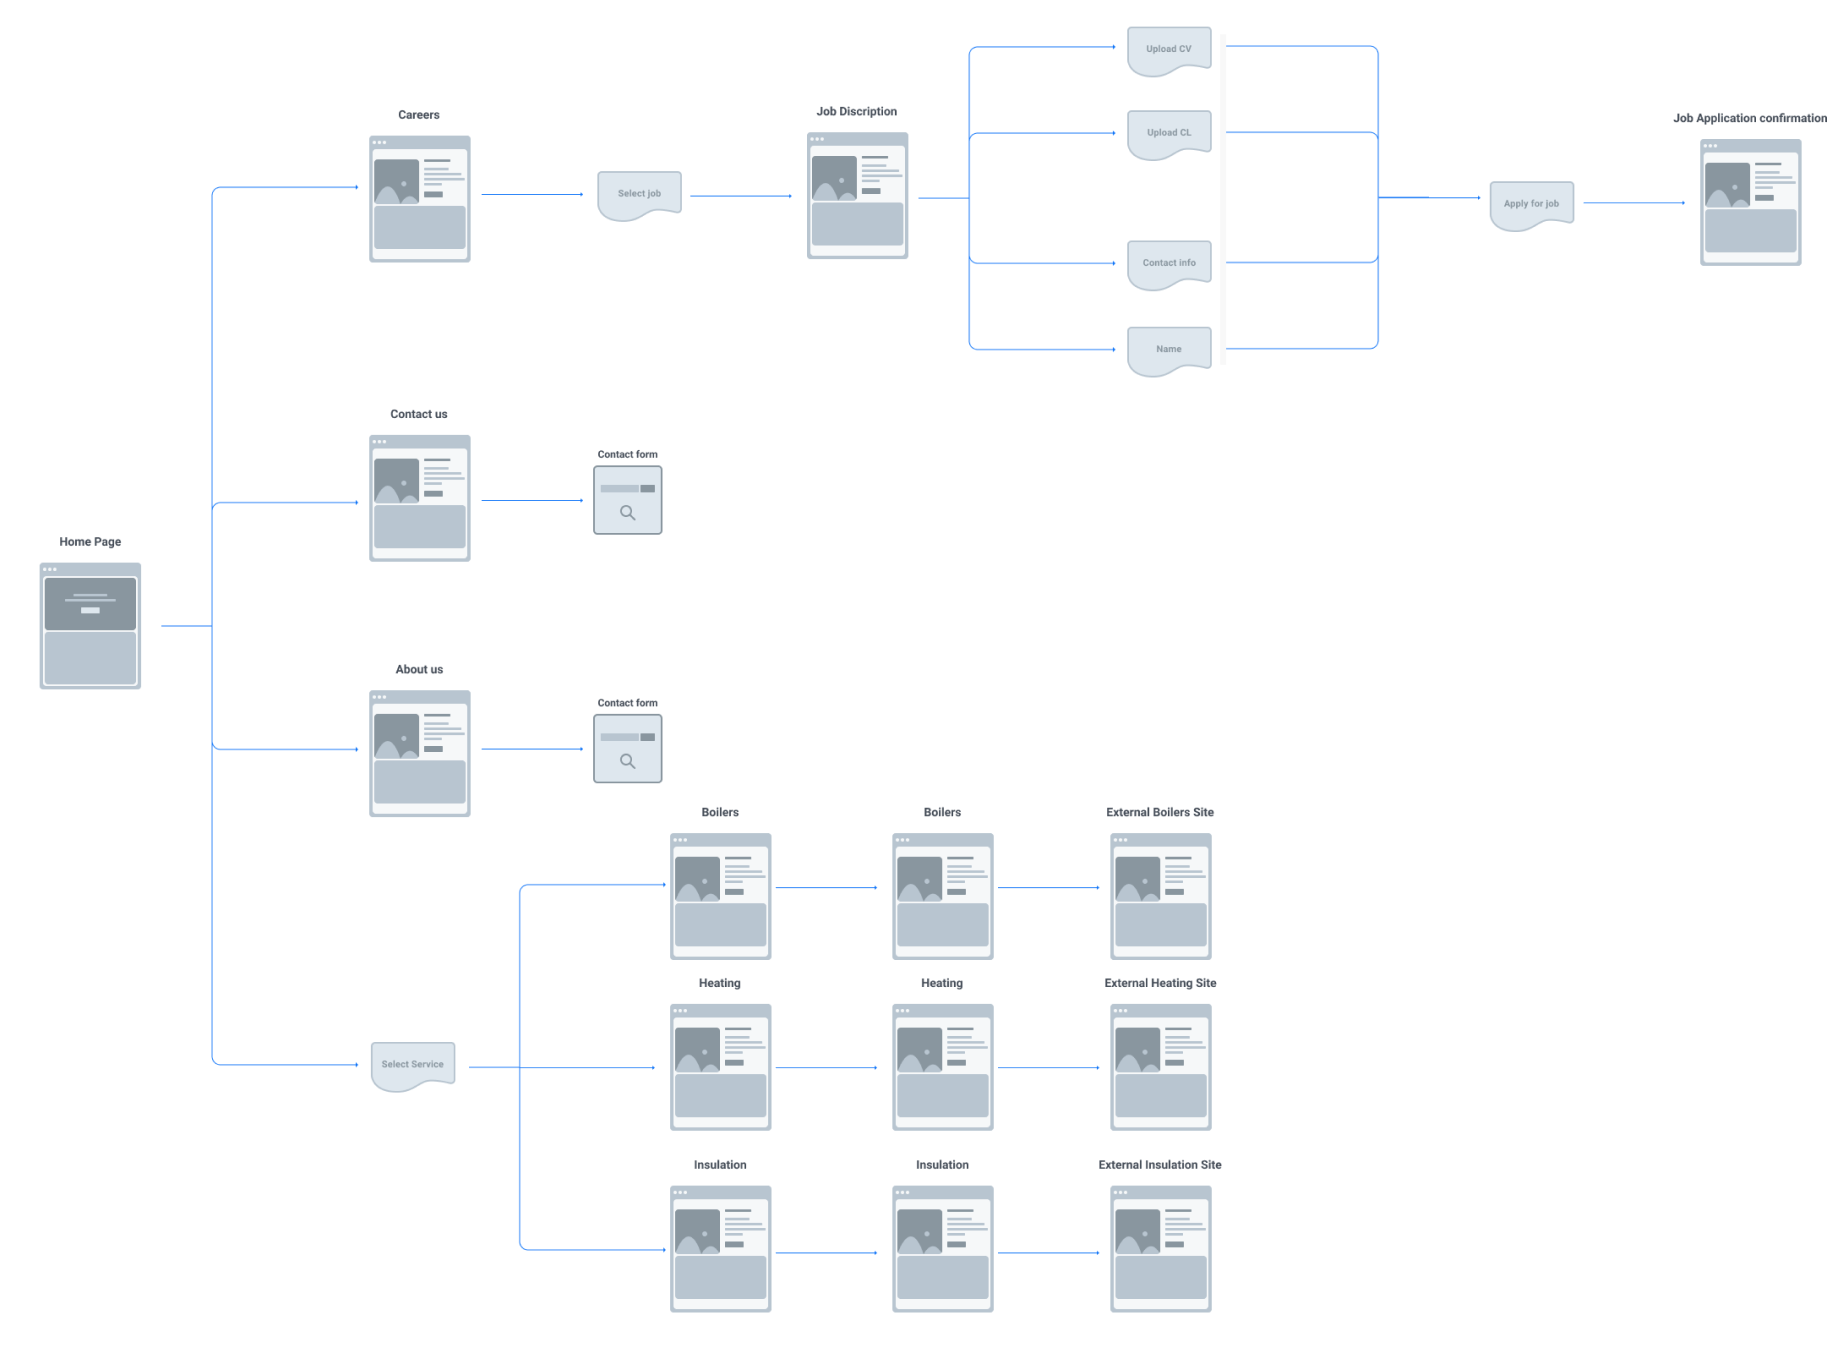 Upload CV
Careers
Job Discription
Upload CL
Job Application confirmation
Select job
Apply for job
Contact info
Name
Contact us
Contact form
Home Page
About us
Contact form
Boilers
Boilers
External Boilers Site
Heating
Heating
External Heating Site
Select Service
Insulation
Insulation
External Insulation Site